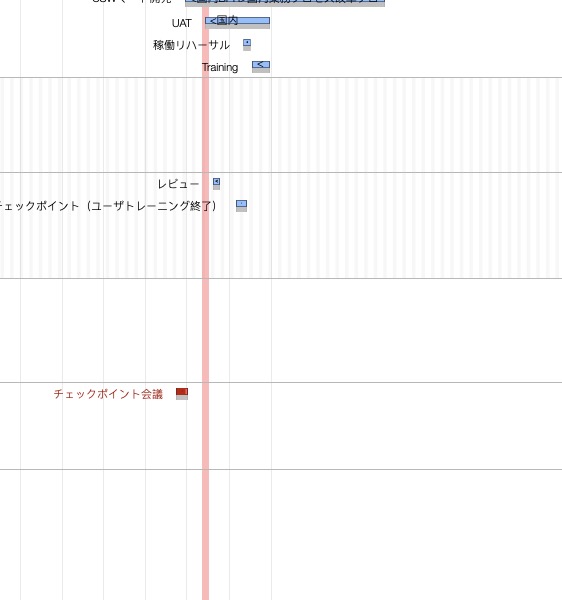 UAT
<国内
稼働リハーサル
Training
<
レビュー
チェックポイント（ユーザトレーニング終了）
チェックポイント会議